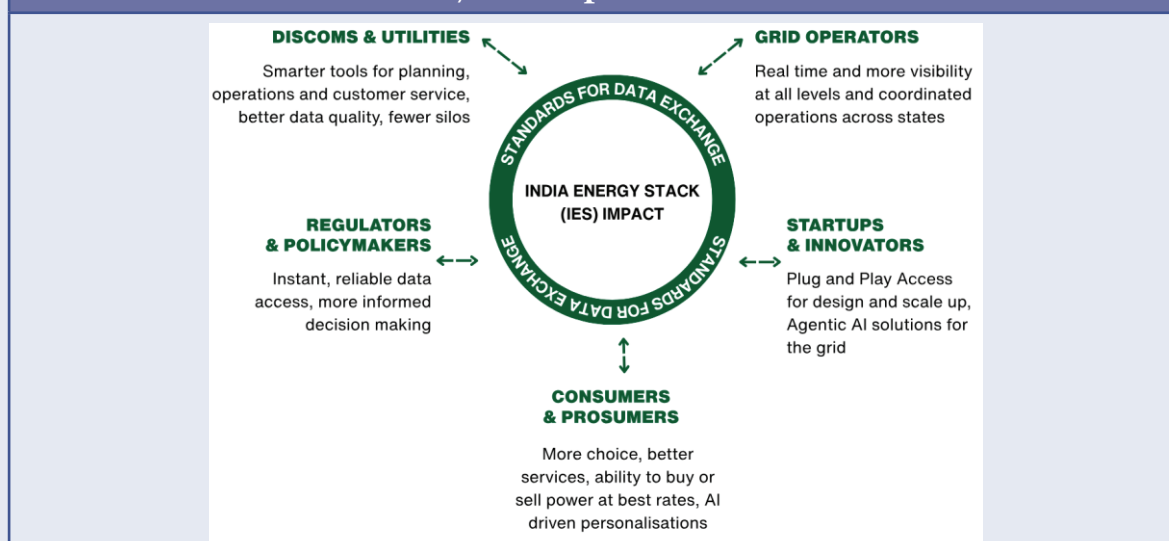 DISCOMS & UTILITIES
Smarter tools for planning,
operations and customer service,
better data quality, fewer silos
GRID OPERATORS
Real time and more visibility
at all levels and coordinated
operations across states
STANDARDS FOR DATA EXCHANGE
INDIA ENERGY STACK
(IES) IMPACT
STANDARDS FOR DATA EXCHANGE
REGULATORS
& POLICYMAKERS
Instant, reliable data
access, more informed
decision making
STARTUPS
& INNOVATORS
Plug and Play Access
for design and scale up,
Agentic AI solutions for
the grid
CONSUMERS
& PROSUMERS
More choice, better
services, ability to buy or
sell power at best rates, AI
driven personalisations